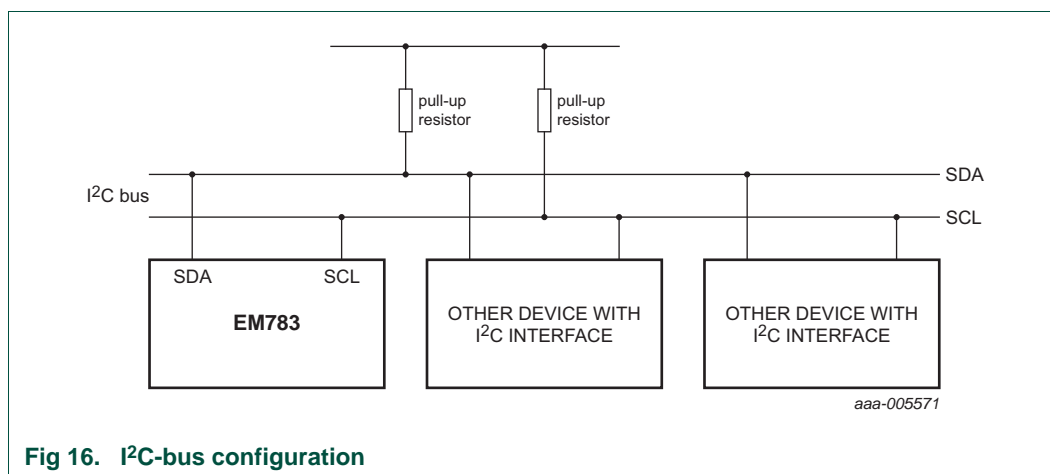 pull-up
resistor
pull-up
resistor
SDA
I2C bus
SCL
SDA
SCL
EM783
OTHER DEVICE WITH
I2C INTERFACE
OTHER DEVICE WITH
I2C INTERFACE
aaa-005571
Fig 16. I2C-bus configuration